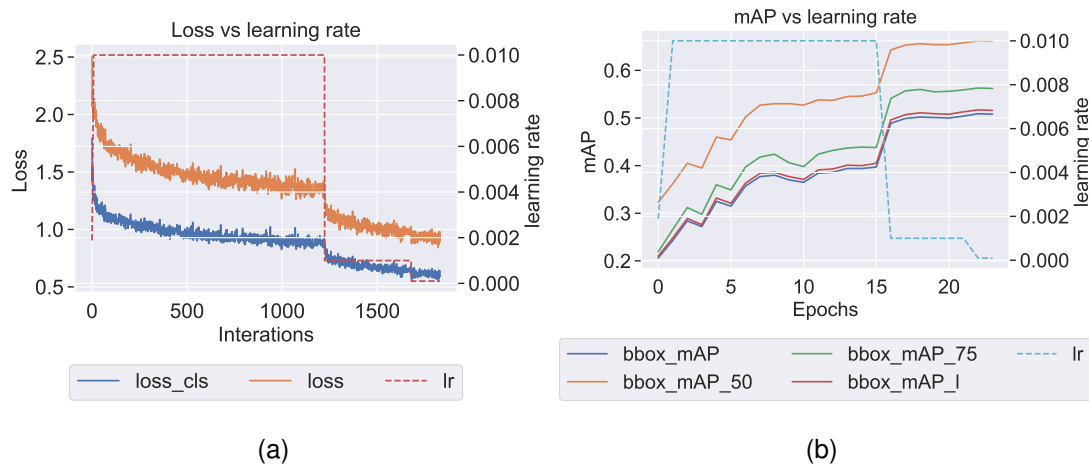 Loss vs learning rate
2.5
2.0
1.5
1.0
0.5
Loss
0.010
0.008
0.006
0.004
0.002
0.000
learning rate
0
500
1000
1500
Interations
loss_cls
loss
lr
(a)
mAP vs learning rate
0.6
0.5
0.4
0.3
0.2
mAP
0.010
0.008
0.006
0.004
0.002
0.000
learning rate
0
5
10
15
20
Epochs
bbox_mAP
bbox_mAP_75
lr
bbox_mAP_50
bbox_mAP_l
(b)